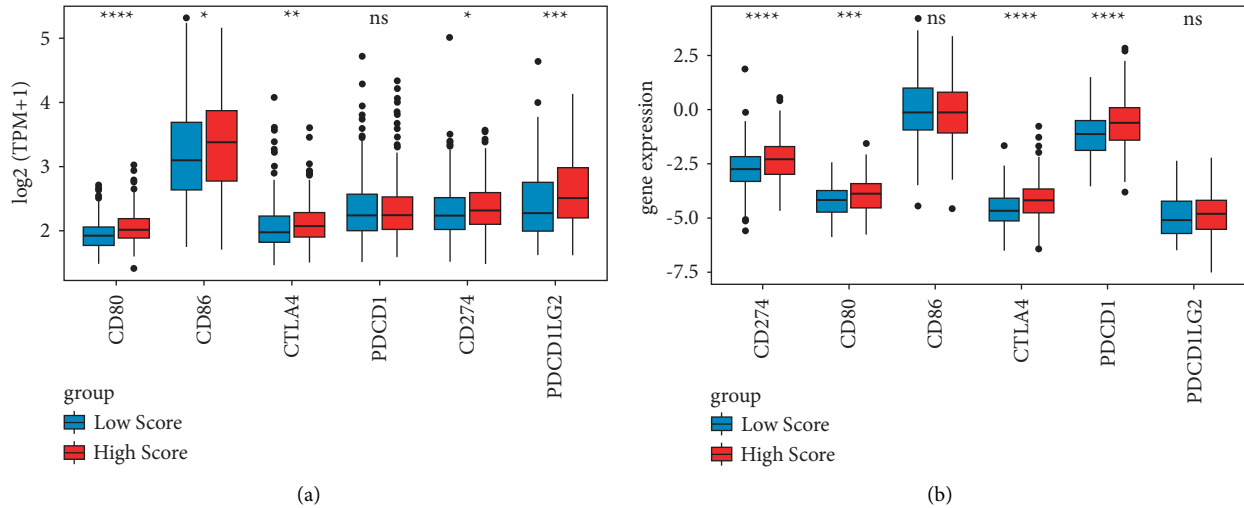 **** * ** ns * ***
5
4
3
2
log2 (TPM+1)
CD80
CD86
CTLA4
PDCD1
CD274
PDCD1LG2
group
Low Score
High Score
(a)
**** *** ns **** **** ns
2.5
0.0
-2.5
-5.0
-7.5
gene expression
CD274
CD80
CD86
CTLA4
PDCD1
PDCD1LG2
group
Low Score
High Score
(b)